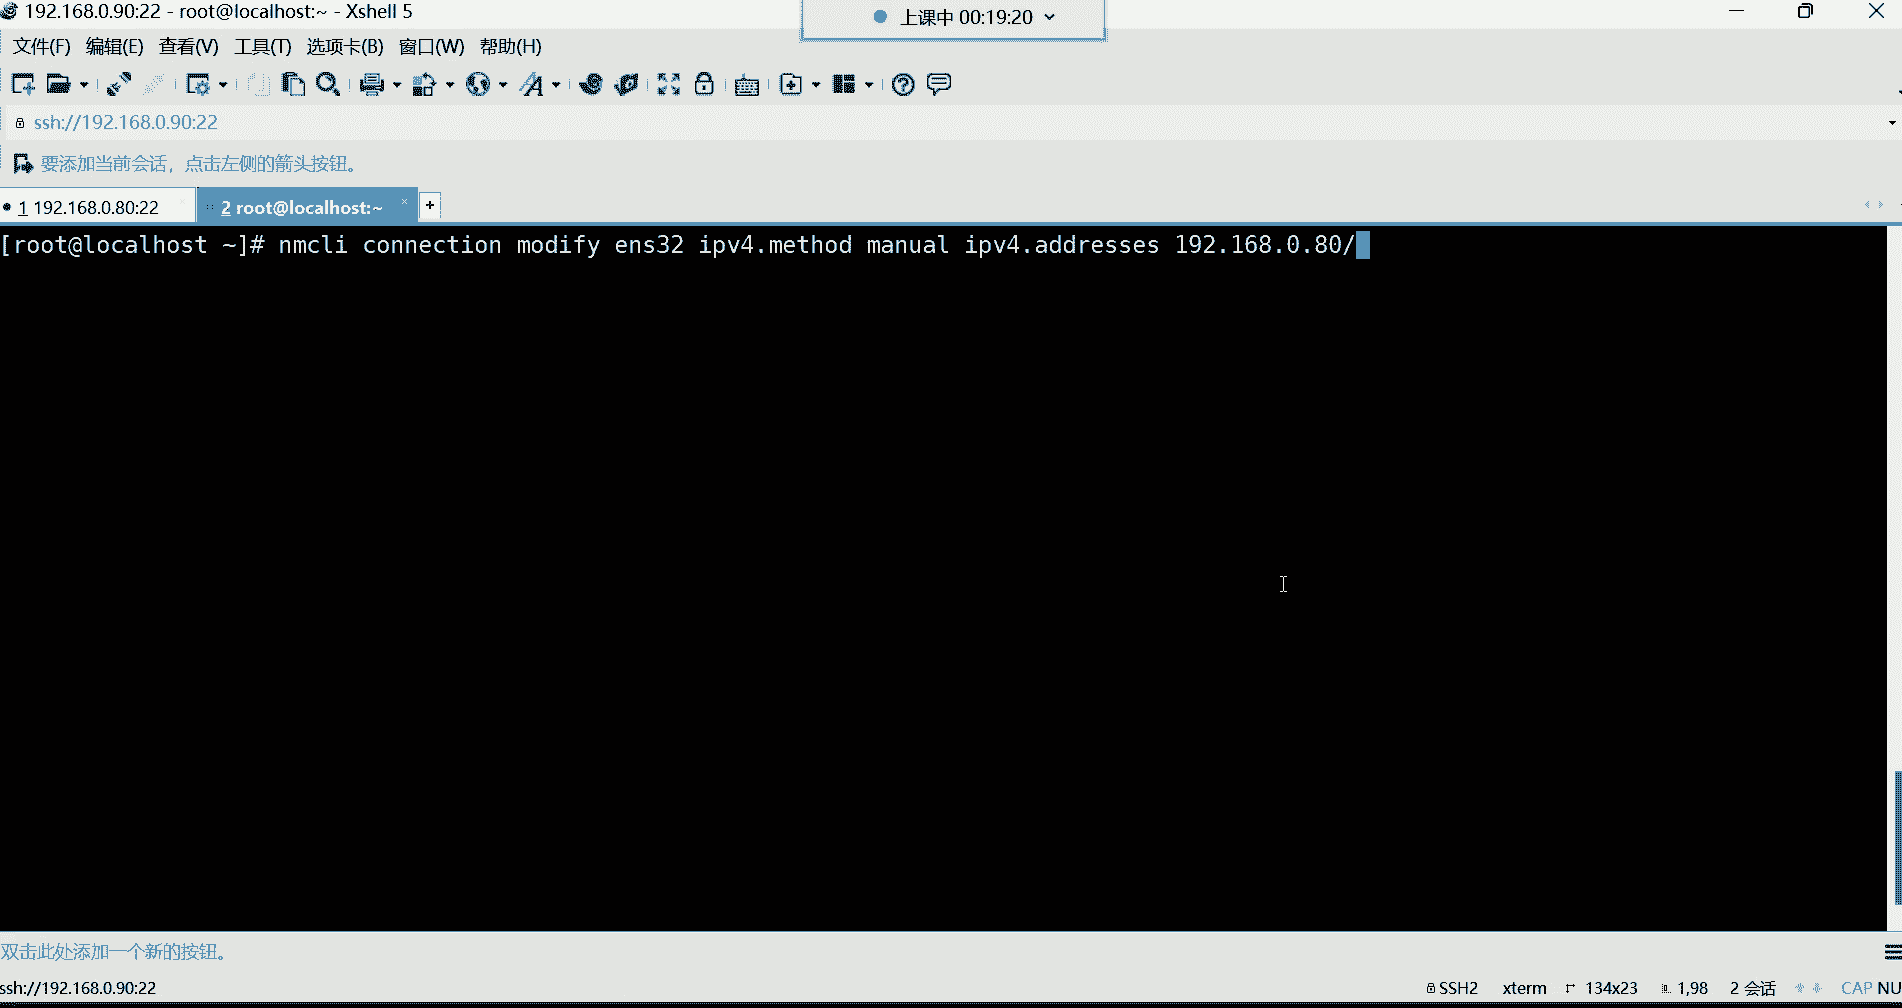 192.168.0.90:22 - root@localhost:~ - Xshell 5
上课中 00:19:20
文件(F) 编辑(E) 查看(V) 工具(T) 选项卡(B) 窗口(W) 帮助(H)
ssh://192.168.0.90:22
要添加当前会话，点击左侧的箭头按钮。
1 192.168.0.80:22
2 root@localhost:~
[root@localhost ~]# nmcli connection modify ens32 ipv4.method manual ipv4.addresses 192.168.0.80/
双击此处添加一个新的按钮。
ssh://192.168.0.90:22
SSH2 xterm 134x23 1,98 2 会话 CAP NU